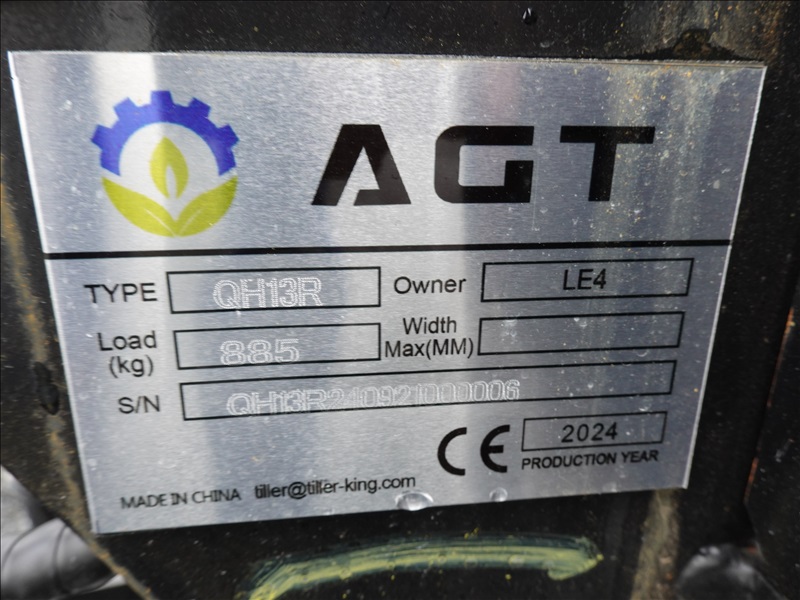 AGT
TYPE QH13R Owner LE4
Load (kg) 885 Width Max(MM)
S/N QH13R240921000006
CE 2024
PRODUCTION YEAR
MADE IN CHINA tiller@tiller-king.com